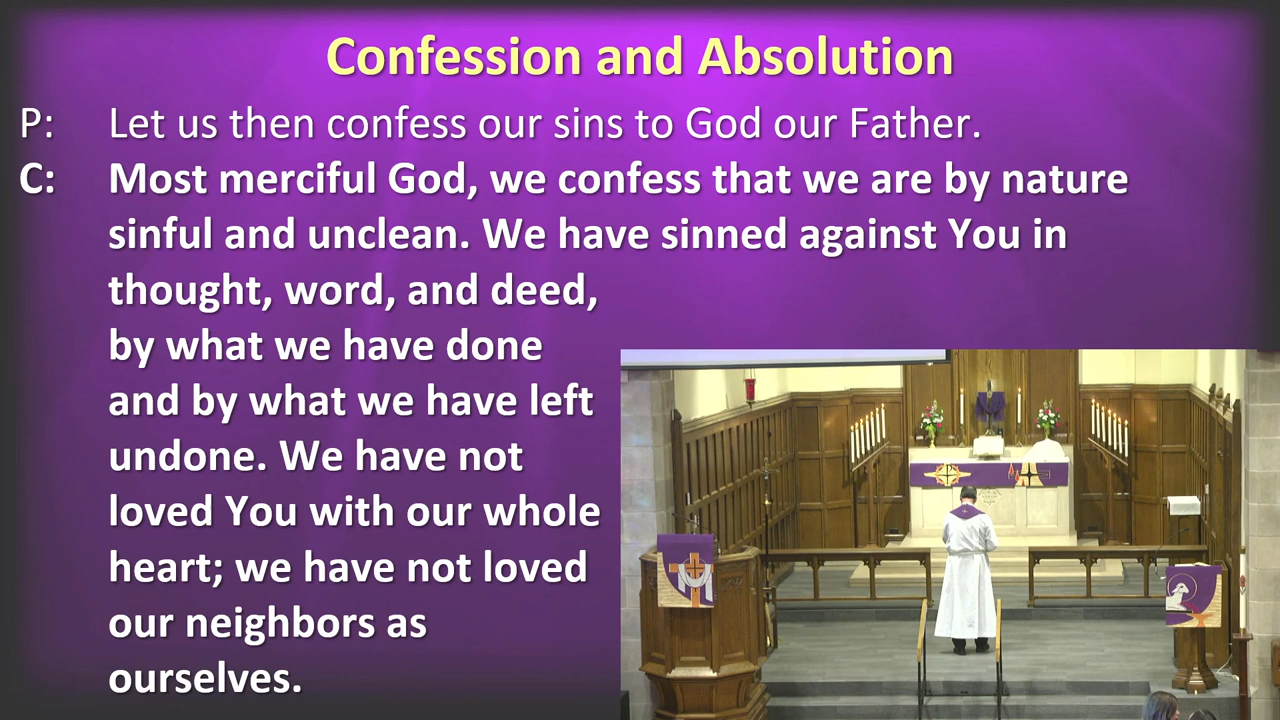 Confession and Absolution
P: Let us then confess our sins to God our Father.
C: Most merciful God, we confess that we are by nature
sinful and unclean. We have sinned against You in
thought, word, and deed,
by what we have done
and by what we have left
undone. We have not
loved You with our whole
heart; we have not loved
our neighbors as
ourselves.